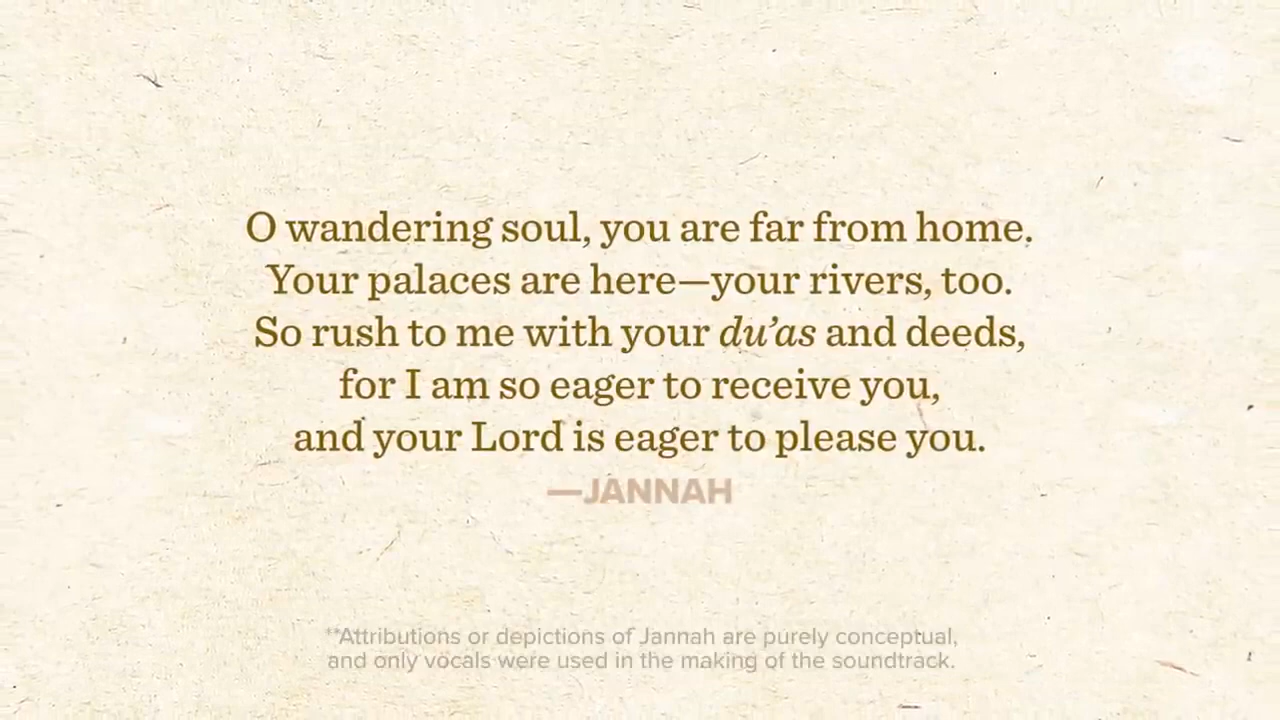 O wandering soul, you are far from home.
Your palaces are here—your rivers, too.
So rush to me with your du’as and deeds,
for I am so eager to receive you,
and your Lord is eager to please you.
—JANNAH
**Attributions or depictions of Jannah are purely conceptual,
and only vocals were used in the making of the soundtrack.